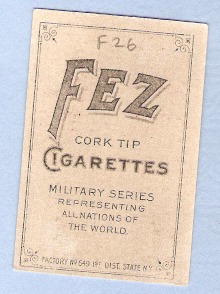 F26
FEZ
CORK TIP
CIGARETTES
MILITARY SERIES
REPRESENTING
ALL NATIONS OF
THE WORLD.
FACTORY No 649 1ST DIST. STATE N.Y.